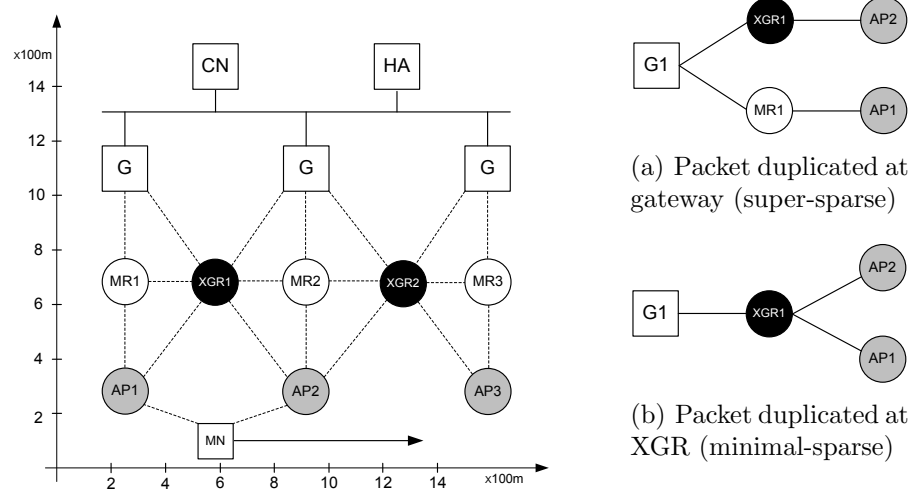 x100m
14
12
10
8
6
4
2
CN
HA
G
G
G
MR1
XGR1
MR2
XGR2
MR3
AP1
AP2
AP3
MN
2
4
6
8
10
12
14
x100m
G1
XGR1
AP2
MR1
AP1
(a) Packet duplicated at
gateway (super-sparse)
G1
XGR1
AP2
AP1
(b) Packet duplicated at
XGR (minimal-sparse)